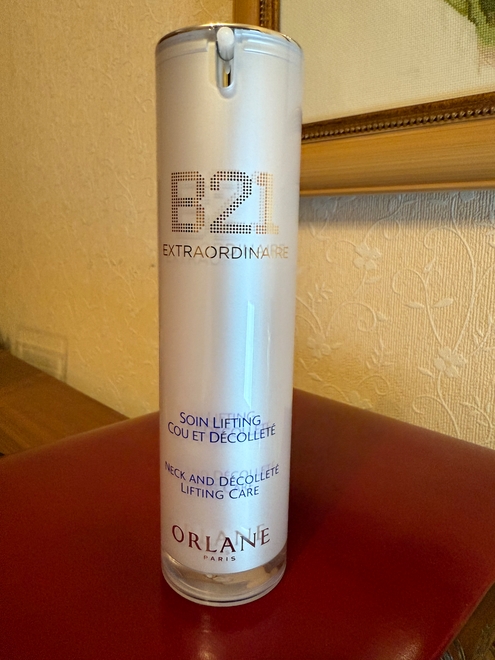 B21
EXTRAORDINAIRE
SOIN LIFTING
COU ET DÉCOLLETÉ
NECK AND DÉCOLLETÉ
LIFTING CARE
ORLANE
PARIS